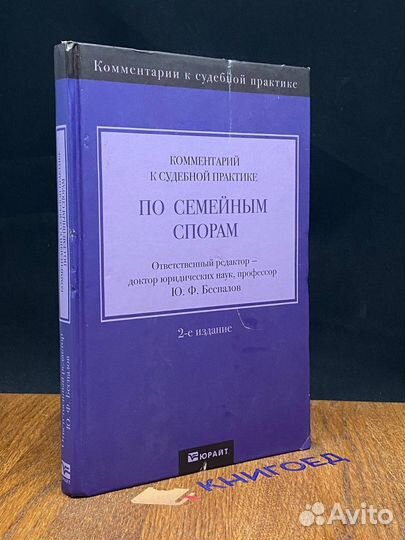 Комментарии к судебной практике
КОММЕНТАРИЙ
К СУДЕБНОЙ ПРАКТИКЕ
ПО СЕМЕЙНЫМ
СПОРАМ
Ответственный редактор —
доктор юридических наук, профессор
Ю. Ф. Беспалов
2-е издание
ЮРАЙТ
Ю. Ф. Беспалов
КНИГОЕД
Avito